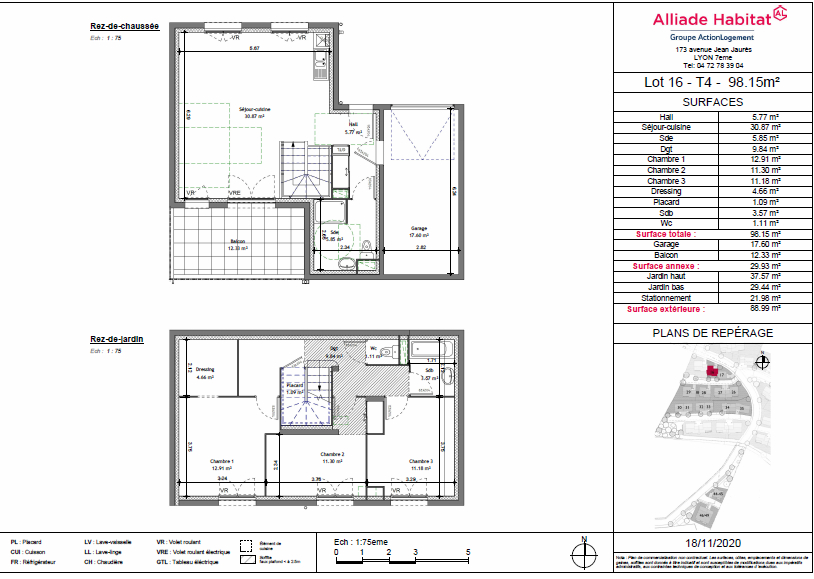 Rez-de-chaussée
Ech : 1 : 75
VR
VR
5.67
Séjour-cuisine
30.87 m²
6.29
Hall
5.77 m²
VR
VRE
Balcon
12.33 m²
Sde
5.85 m²
2.34
Garage
17.60 m²
2.82
6.36
Rez-de-jardin
Ech : 1 : 75
Dgt
9.84 m²
Wc
1.11 m²
1.71
Dressing
4.66 m²
Placard
1.09 m²
Sdb
3.57 m²
3.75
Chambre 1
12.91 m²
Chambre 2
11.30 m²
Chambre 3
11.18 m²
3.75
3.24
3.29
VR
VR
VR
Alliade Habitat AL
Groupe ActionLogement
173 avenue Jean Jaurès
LYON 7eme
Tel: 04 72 78 39 04
Lot 16 - T4 - 98.15m²
SURFACES
Hall 5.77 m²
Séjour-cuisine 30.87 m²
Sde 5.85 m²
Dgt 9.84 m²
Chambre 1 12.91 m²
Chambre 2 11.30 m²
Chambre 3 11.18 m²
Dressing 4.66 m²
Placard 1.09 m²
Sdb 3.57 m²
Wc 1.11 m²
Surface totale : 98.15 m²
Garage 17.60 m²
Balcon 12.33 m²
Surface annexe : 29.93 m²
Jardin haut 37.57 m²
Jardin bas 29.44 m²
Stationnement 21.98 m²
Surface extérieure : 88.99 m²
PLANS DE REPÉRAGE
N
PL : Placard
CUI : Cuisson
FR : Réfrigérateur
LV : Lave-vaisselle
LL : Lave-linge
CH : Chaudière
VR : Volet roulant
VRE : Volet roulant électrique
GTL : Tableau électrique
Elément de
cuisine
Soffite
faux plafond < à 2.5m
Ech : 1:75eme
0 1 2 3 5
N
18/11/2020
Nota : Plan de commercialisation non contractuel. Les surfaces, côtes, emplacements et dimensions de
gaines, soffites sont donnés à titre indicatif et sont susceptibles de modifications dues aux impératifs
administratifs, aux contraintes techniques de conception et aux tolérances d'exécution.